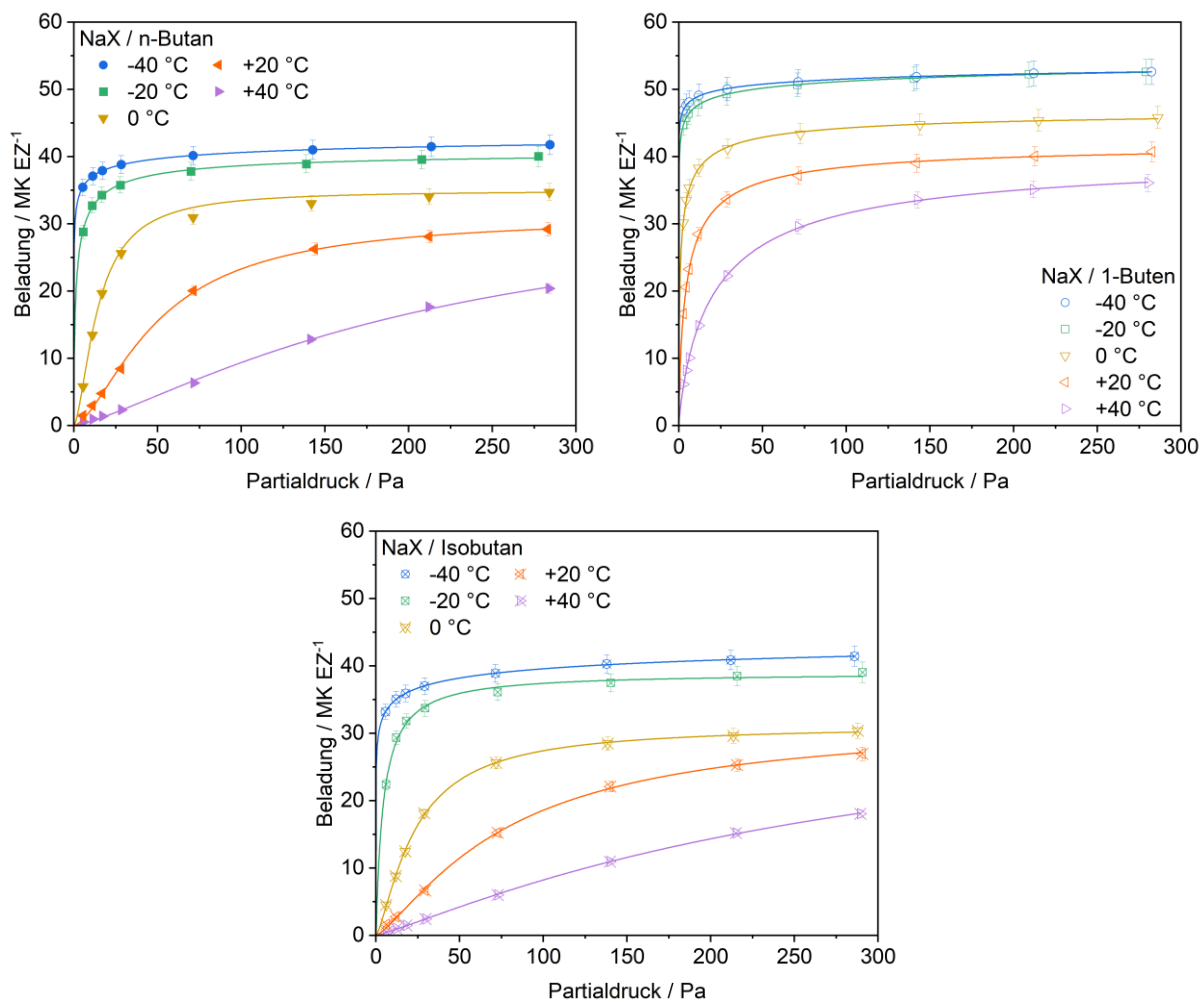 NaX / n-Butan
-40 °C
+20 °C
-20 °C
+40 °C
0 °C
60
50
40
30
20
10
0
Beladung / MK EZ⁻¹
0 50 100 150 200 250 300
Partialdruck / Pa
60
50
40
30
20
10
0
Beladung / MK EZ⁻¹
NaX / 1-Buten
-40 °C
-20 °C
0 °C
+20 °C
+40 °C
0 50 100 150 200 250 300
Partialdruck / Pa
NaX / Isobutan
-40 °C
+20 °C
-20 °C
+40 °C
0 °C
60
50
40
30
20
10
0
Beladung / MK EZ⁻¹
0 50 100 150 200 250 300
Partialdruck / Pa